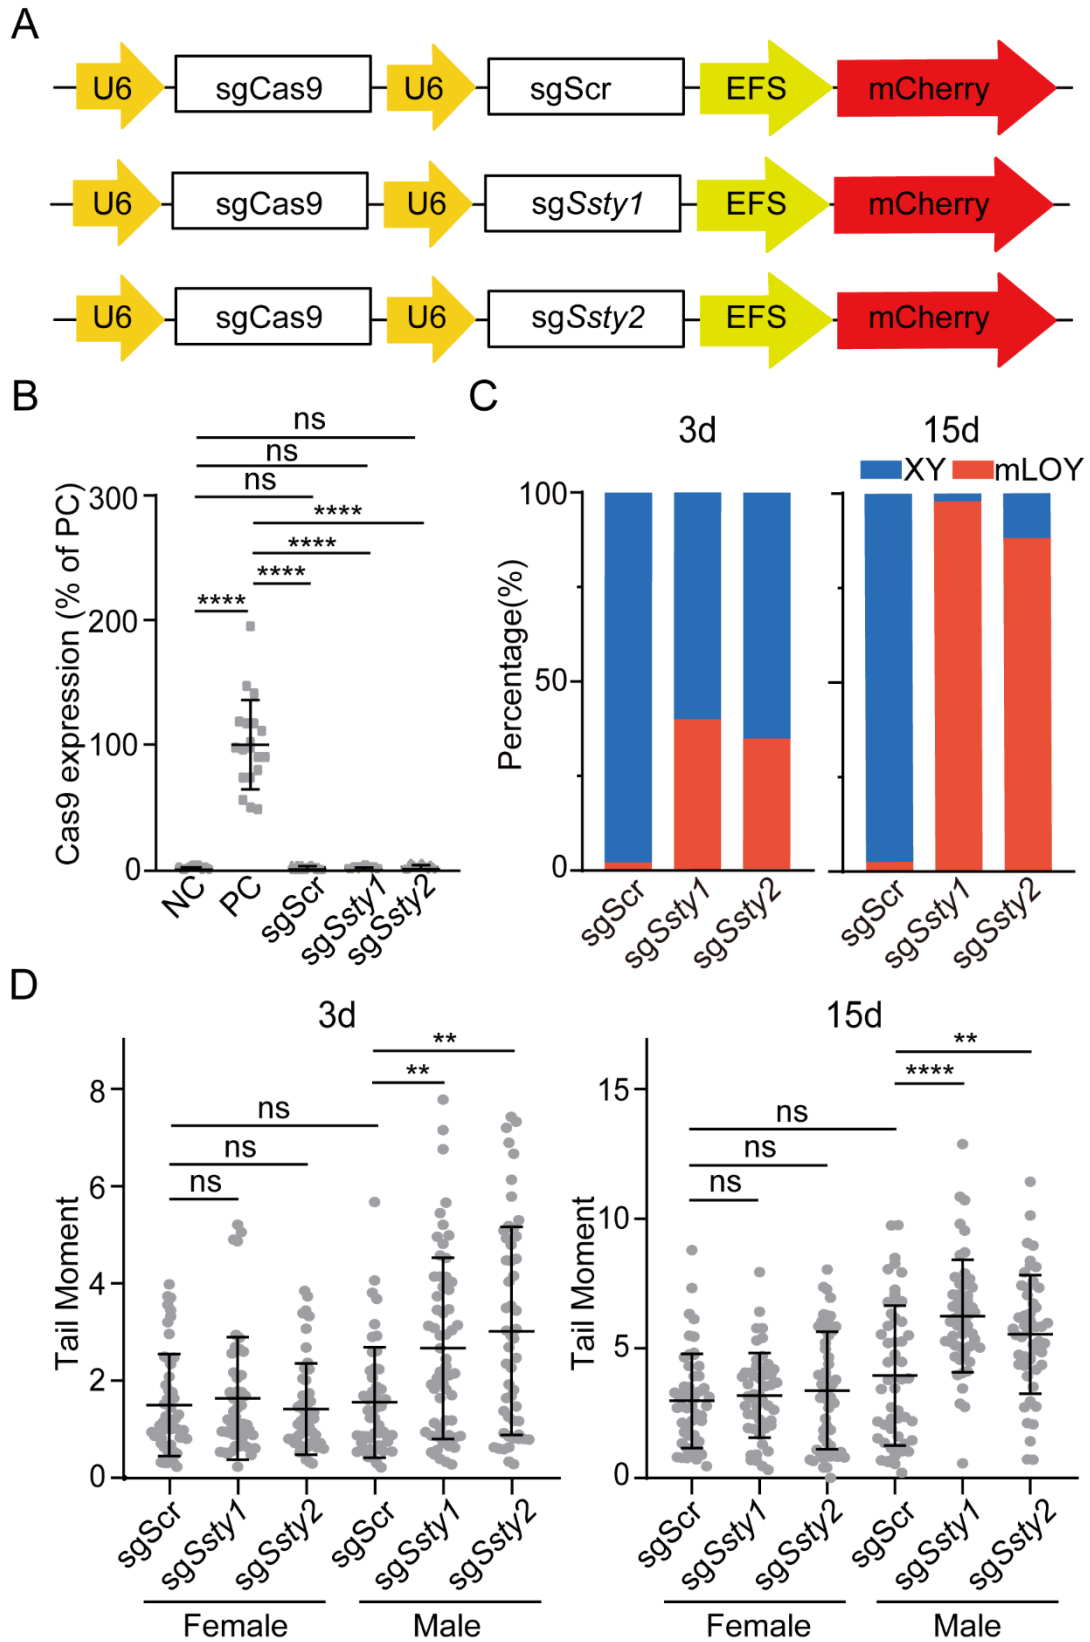 A
U6 sgCas9 U6 sgScr EFS mCherry
U6 sgCas9 U6 sgSsty1 EFS mCherry
U6 sgCas9 U6 sgSsty2 EFS mCherry
B
Cas9 expression (% of PC)
300
200
100
0
ns
ns
ns
****
****
****
****
NC PC sgScr sgSsty1 sgSsty2
C
3d 15d
XY mLOY
Percentage(%)
100
50
0
sgScr sgSsty1 sgSsty2 sgScr sgSsty1 sgSsty2
D
3d
Tail Moment
8
6
4
2
0
**
**
ns
ns
ns
sgScr sgSsty1 sgSsty2 sgScr sgSsty1 sgSsty2
Female Male
15d
Tail Moment
15
10
5
0
**
****
ns
ns
ns
sgScr sgSsty1 sgSsty2 sgScr sgSsty1 sgSsty2
Female Male